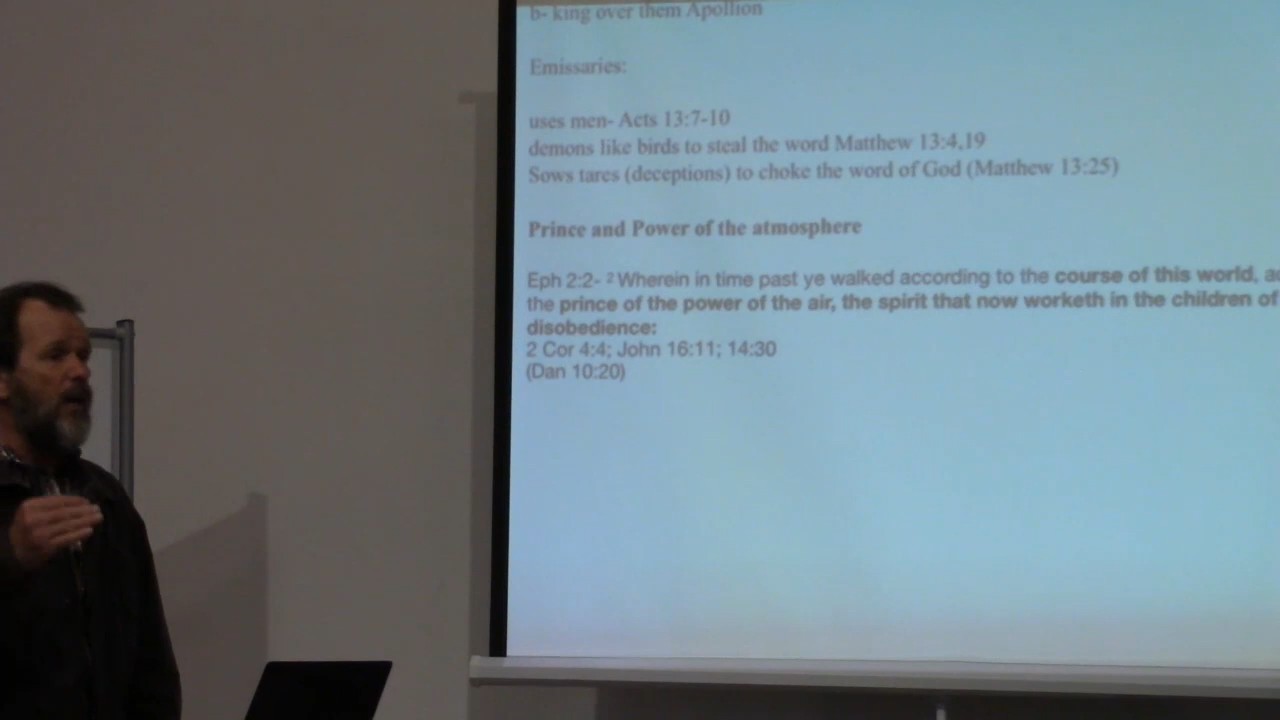 b- king over them Apollion
Emissaries:
uses men- Acts 13:7-10
demons like birds to steal the word Matthew 13:4,19
Sows tares (deceptions) to choke the word of God (Matthew 13:25)
Prince and Power of the atmosphere
Eph 2:2- ² Wherein in time past ye walked according to the course of this world,
the prince of the power of the air, the spirit that now worketh in the children of
disobedience:
2 Cor 4:4; John 16:11; 14:30
(Dan 10:20)